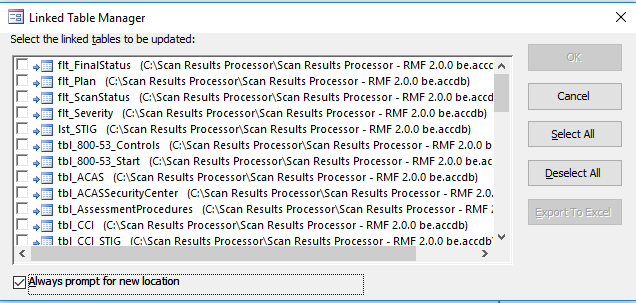 Linked Table Manager
Select the linked tables to be updated:
flt_FinalStatus (C:\Scan Results Processor\Scan Results Processor - RMF 2.0.0 be.accdb)
flt_Plan (C:\Scan Results Processor\Scan Results Processor - RMF 2.0.0 be.accdb)
flt_ScanStatus (C:\Scan Results Processor\Scan Results Processor - RMF 2.0.0 be.accdb)
flt_Severity (C:\Scan Results Processor\Scan Results Processor - RMF 2.0.0 be.accdb)
lst_STIG (C:\Scan Results Processor\Scan Results Processor - RMF 2.0.0 be.accdb)
tbl_800-53_Controls (C:\Scan Results Processor\Scan Results Processor - RMF 2.0.0 be.ac
tbl_800-53_Start (C:\Scan Results Processor\Scan Results Processor - RMF 2.0.0 be.accdb
tbl_ACAS (C:\Scan Results Processor\Scan Results Processor - RMF 2.0.0 be.accdb)
tbl_ACASSecurityCenter (C:\Scan Results Processor\Scan Results Processor - RMF 2.0.0 b
tbl_AssessmentProcedures (C:\Scan Results Processor\Scan Results Processor - RMF 2.0.
tbl_CCI (C:\Scan Results Processor\Scan Results Processor - RMF 2.0.0 be.accdb)
tbl_CCI_STIG (C:\Scan Results Processor\Scan Results Processor - RMF 2.0.0 be.accdb)
Always prompt for new location
OK
Cancel
Select All
Deselect All
Export To Excel